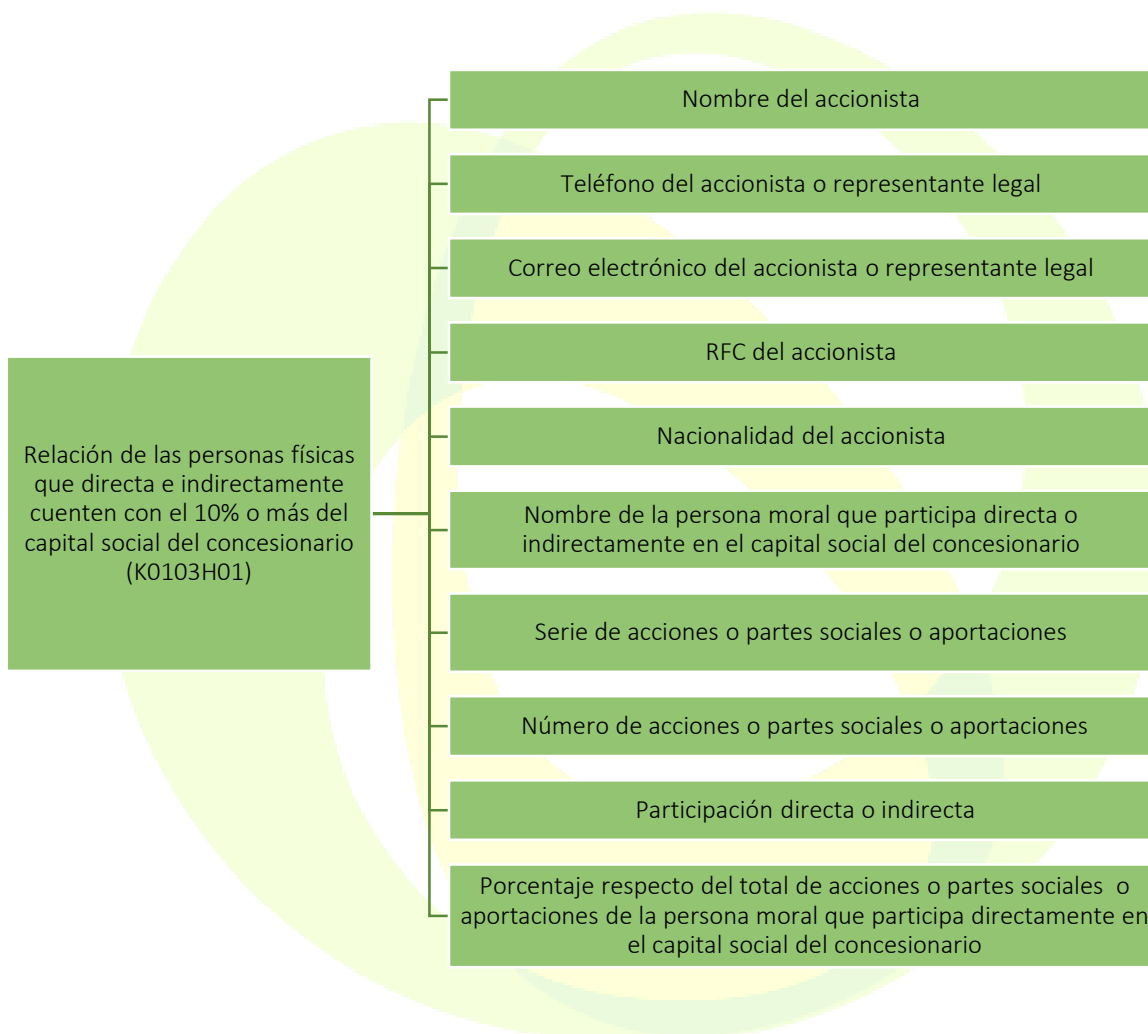 Relación de las personas físicas
que directa e indirectamente
cuenten con el 10% o más del
capital social del concesionario
(K0103H01)
Nombre del accionista
Teléfono del accionista o representante legal
Correo electrónico del accionista o representante legal
RFC del accionista
Nacionalidad del accionista
Nombre de la persona moral que participa directa o
indirectamente en el capital social del concesionario
Serie de acciones o partes sociales o aportaciones
Número de acciones o partes sociales o aportaciones
Participación directa o indirecta
Porcentaje respecto del total de acciones o partes sociales o
aportaciones de la persona moral que participa directamente en
el capital social del concesionario